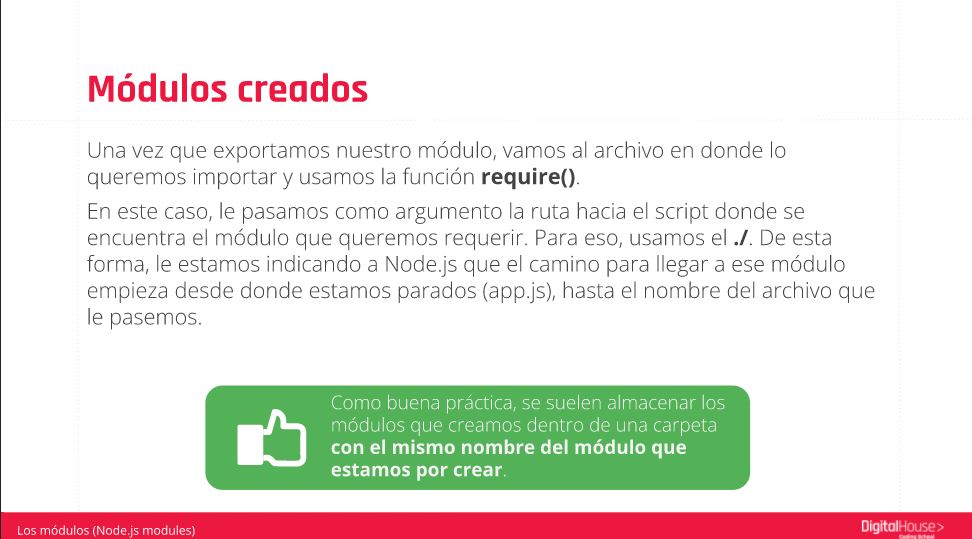 Módulos creados
Una vez que exportamos nuestro módulo, vamos al archivo en donde lo
queremos importar y usamos la función require().
En este caso, le pasamos como argumento la ruta hacia el script donde se
encuentra el módulo que queremos requerir. Para eso, usamos el ./. De esta
forma, le estamos indicando a Node.js que el camino para llegar a ese módulo
empieza desde donde estamos parados (app.js), hasta el nombre del archivo que
le pasemos.
Como buena práctica, se suelen almacenar los
módulos que creamos dentro de una carpeta
con el mismo nombre del módulo que
estamos por crear.
Los módulos (Node.js modules)
DigitalHouse>
Coding School